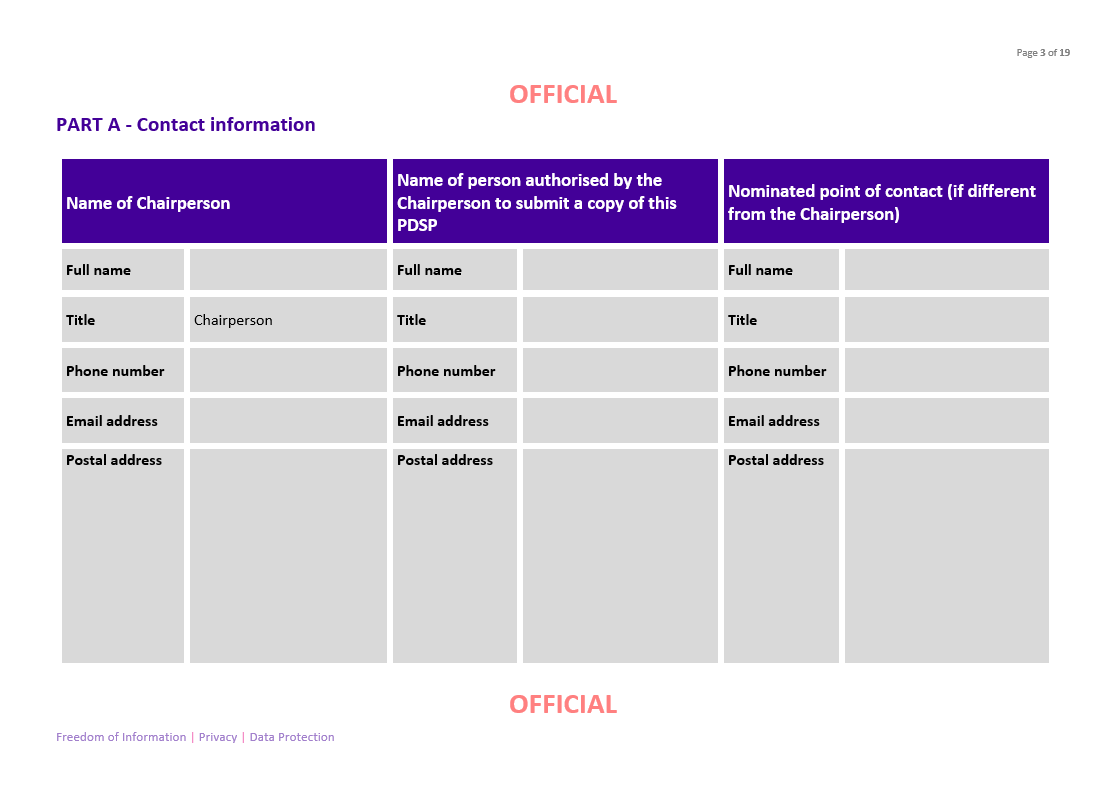 Page 3 of 19
OFFICIAL
PART A - Contact information
Name of Chairperson
Name of person authorised by the
Chairperson to submit a copy of this
PDSP
Nominated point of contact (if different
from the Chairperson)
Full name
Full name
Full name
Title
Chairperson
Title
Title
Phone number
Phone number
Phone number
Email address
Email address
Email address
Postal address
Postal address
Postal address
OFFICIAL
Freedom of Information | Privacy | Data Protection